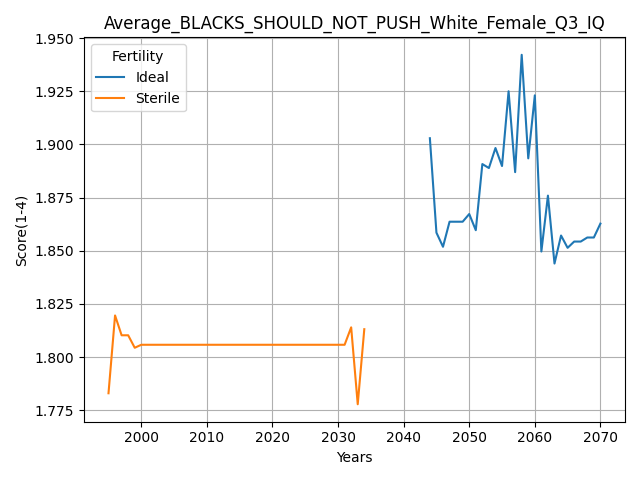 Average_BLACKS_SHOULD_NOT_PUSH_White_Female_Q3_IQ
Fertility
Ideal
Sterile
Score(1-4)
1.950
1.925
1.900
1.875
1.850
1.825
1.800
1.775
2000 2010 2020 2030 2040 2050 2060 2070
Years